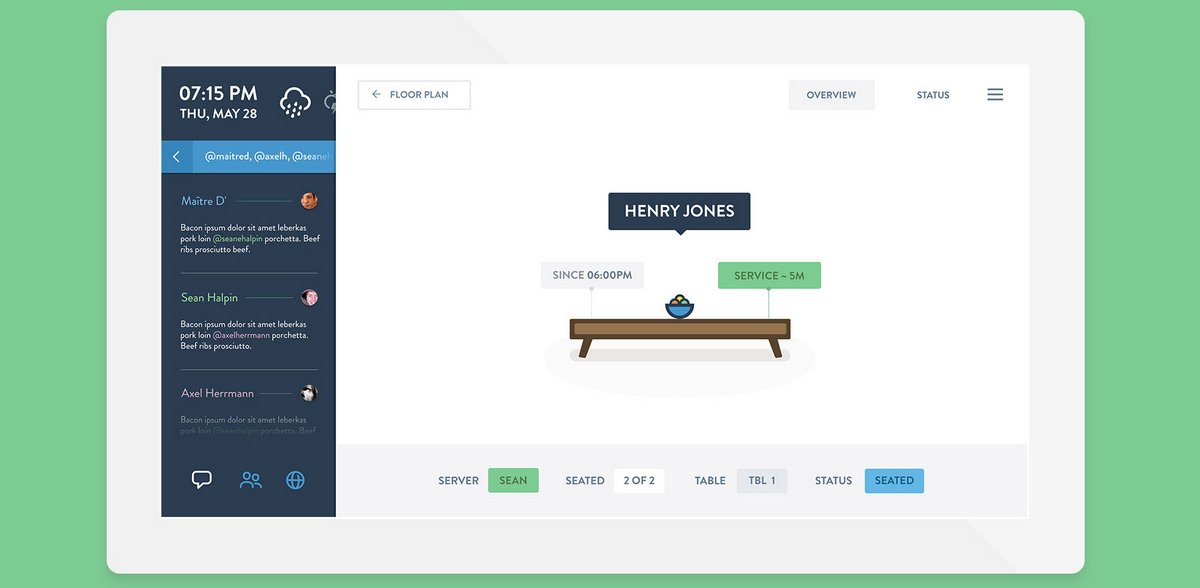 07:15 PM
THU, MAY 28
@maitred, @axelh, @seaneh
Maître D'
Bacon ipsum dolor sit amet leberkas
pork loin @seanehalpin porchetta. Beef
ribs prosciutto beef.
Sean Halpin
Bacon ipsum dolor sit amet leberkas
pork loin @axelherrmann porchetta.
Beef ribs prosciutto.
Axel Herrmann
Bacon ipsum dolor sit amet leberkas
pork loin @seanhalpin porchetta. Beef
FLOOR PLAN
OVERVIEW
STATUS
HENRY JONES
SINCE 06:00PM
SERVICE ~ 5M
SERVER SEAN SEATED 2 OF 2 TABLE TBL 1 STATUS SEATED